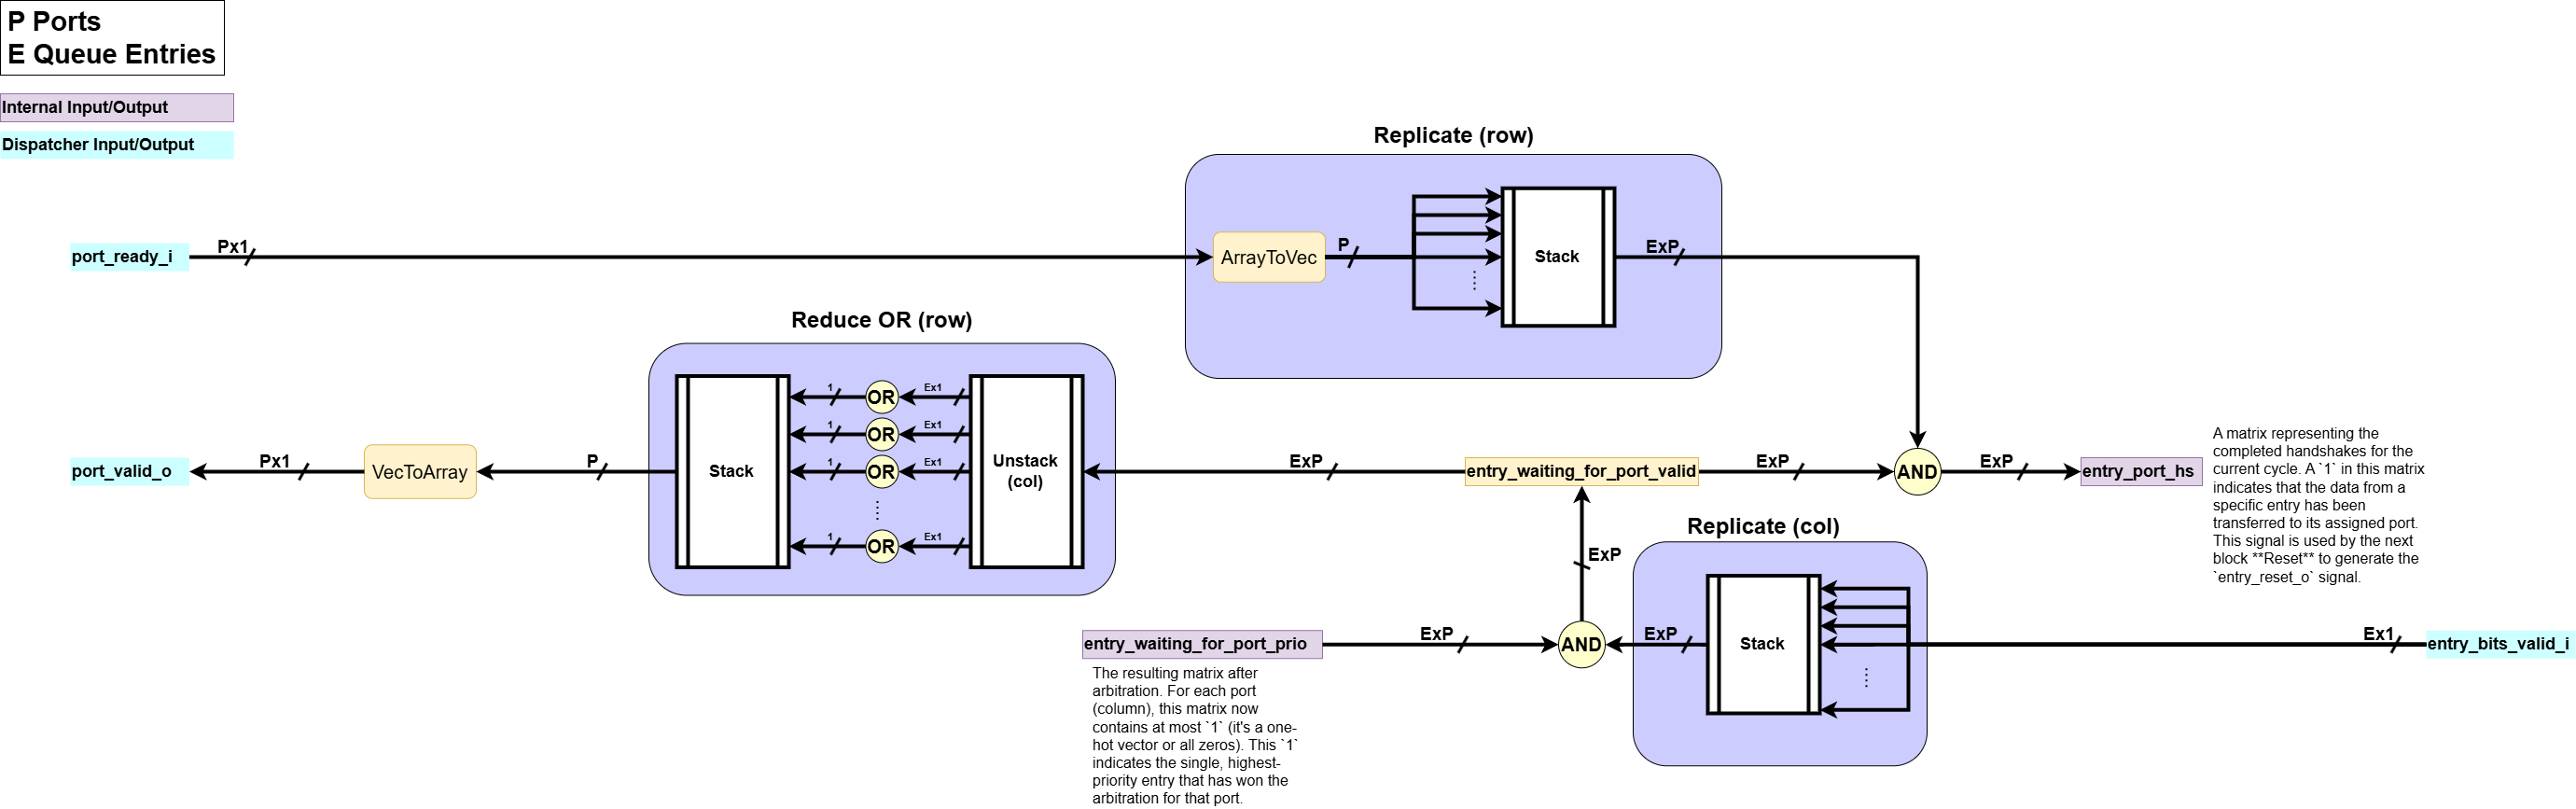 P Ports
E Queue Entries
Internal Input/Output
Dispatcher Input/Output
Replicate (row)
port_ready_i
Px1
ArrayToVec
P
Stack
ExP
Reduce OR (row)
1
OR
Ex1
1
OR
Ex1
1
OR
Ex1
1
OR
Ex1
port_valid_o
Px1
VecToArray
P
Stack
Unstack
(col)
ExP
entry_waiting_for_port_valid
ExP
AND
ExP
entry_port_hs
A matrix representing the
completed handshakes for the
current cycle. A `1` in this matrix
indicates that the data from a
specific entry has been
transferred to its assigned port.
This signal is used by the next
block **Reset** to generate the
`entry_reset_o` signal.
ExP
Replicate (col)
entry_waiting_for_port_prio
ExP
AND
ExP
Stack
Ex1
entry_bits_valid_i
The resulting matrix after
arbitration. For each port
(column), this matrix now
contains at most `1` (it's a one-
hot vector or all zeros). This `1`
indicates the single, highest-
priority entry that has won the
arbitration for that port.